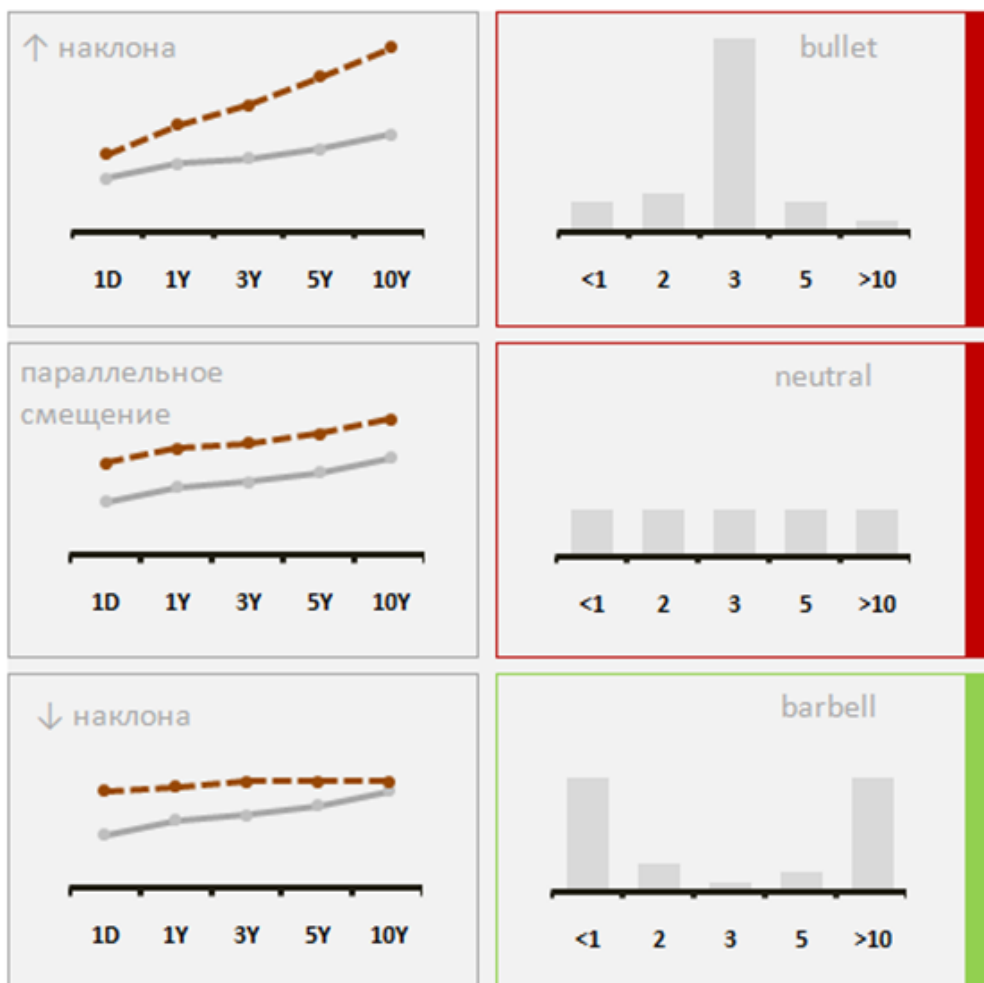 ↑ наклона
1D 1Y 3Y 5Y 10Y
bullet
<1 2 3 5 >10
параллельное
смещение
1D 1Y 3Y 5Y 10Y
neutral
<1 2 3 5 >10
↓ наклона
1D 1Y 3Y 5Y 10Y
barbell
<1 2 3 5 >10